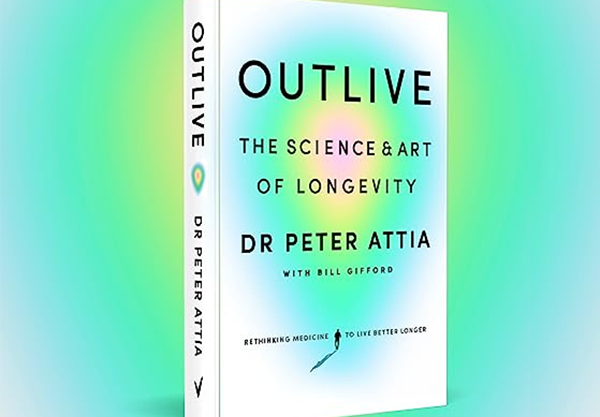 OUTLIVE
DR PETER ATTIA
OUTLIVE
THE SCIENCE & ART
OF LONGEVITY
DR PETER ATTIA
WITH BILL GIFFORD
RETHINKING MEDICINE TO LIVE BETTER LONGER